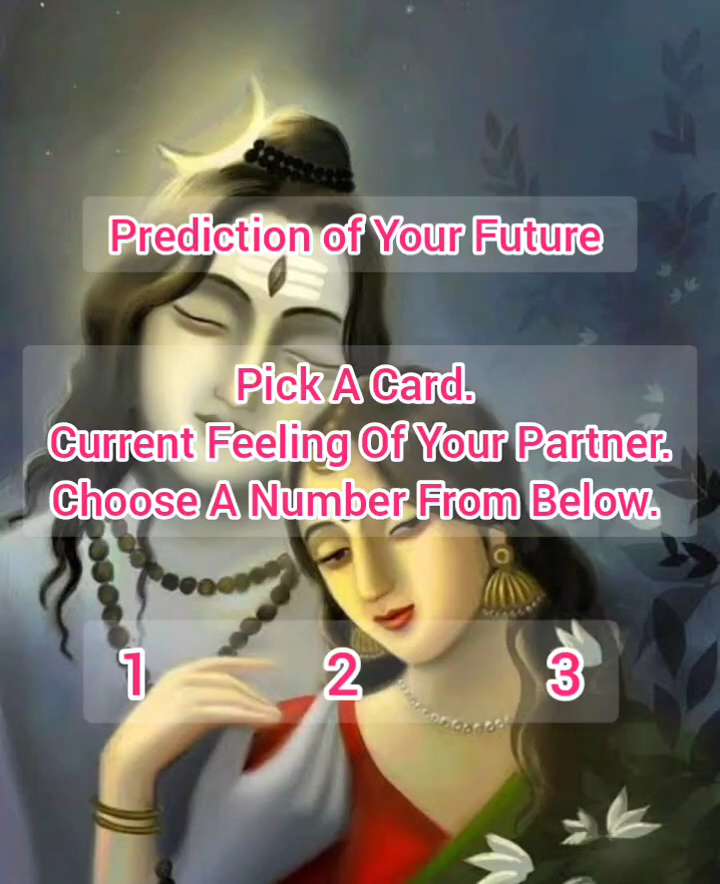 Prediction of Your Future
Pick A Card.
Current Feeling Of Your Partner.
Choose A Number From Below.
1 2 3